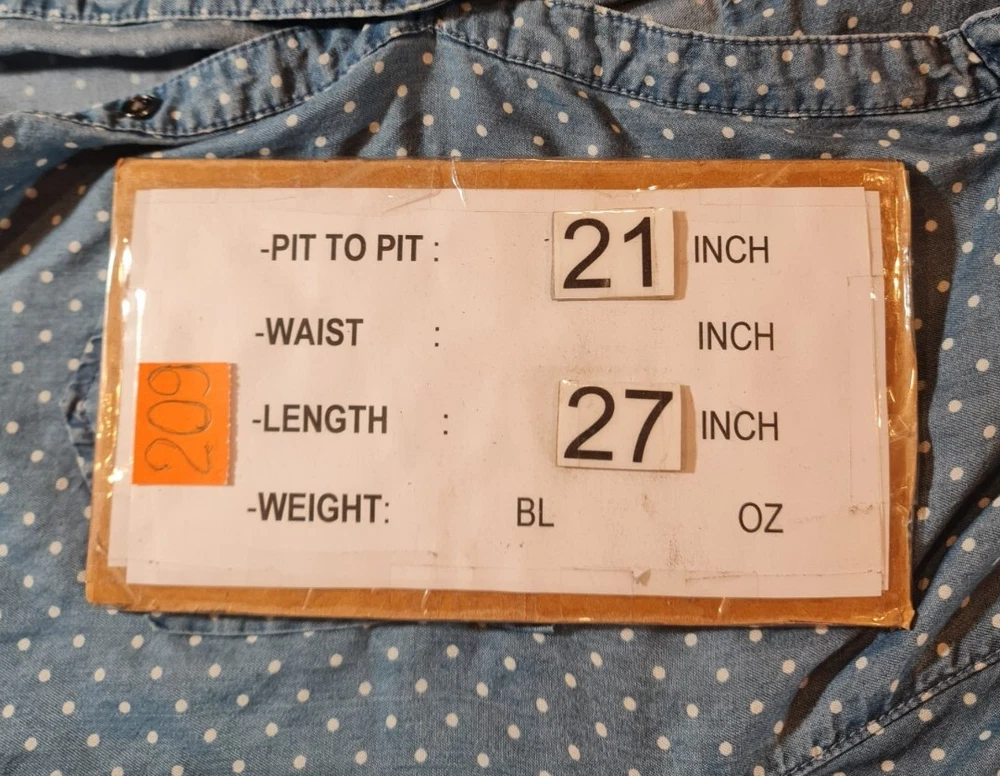 -PIT TO PIT : 21 INCH
-WAIST : INCH
209
-LENGTH : 27 INCH
-WEIGHT: BL OZ